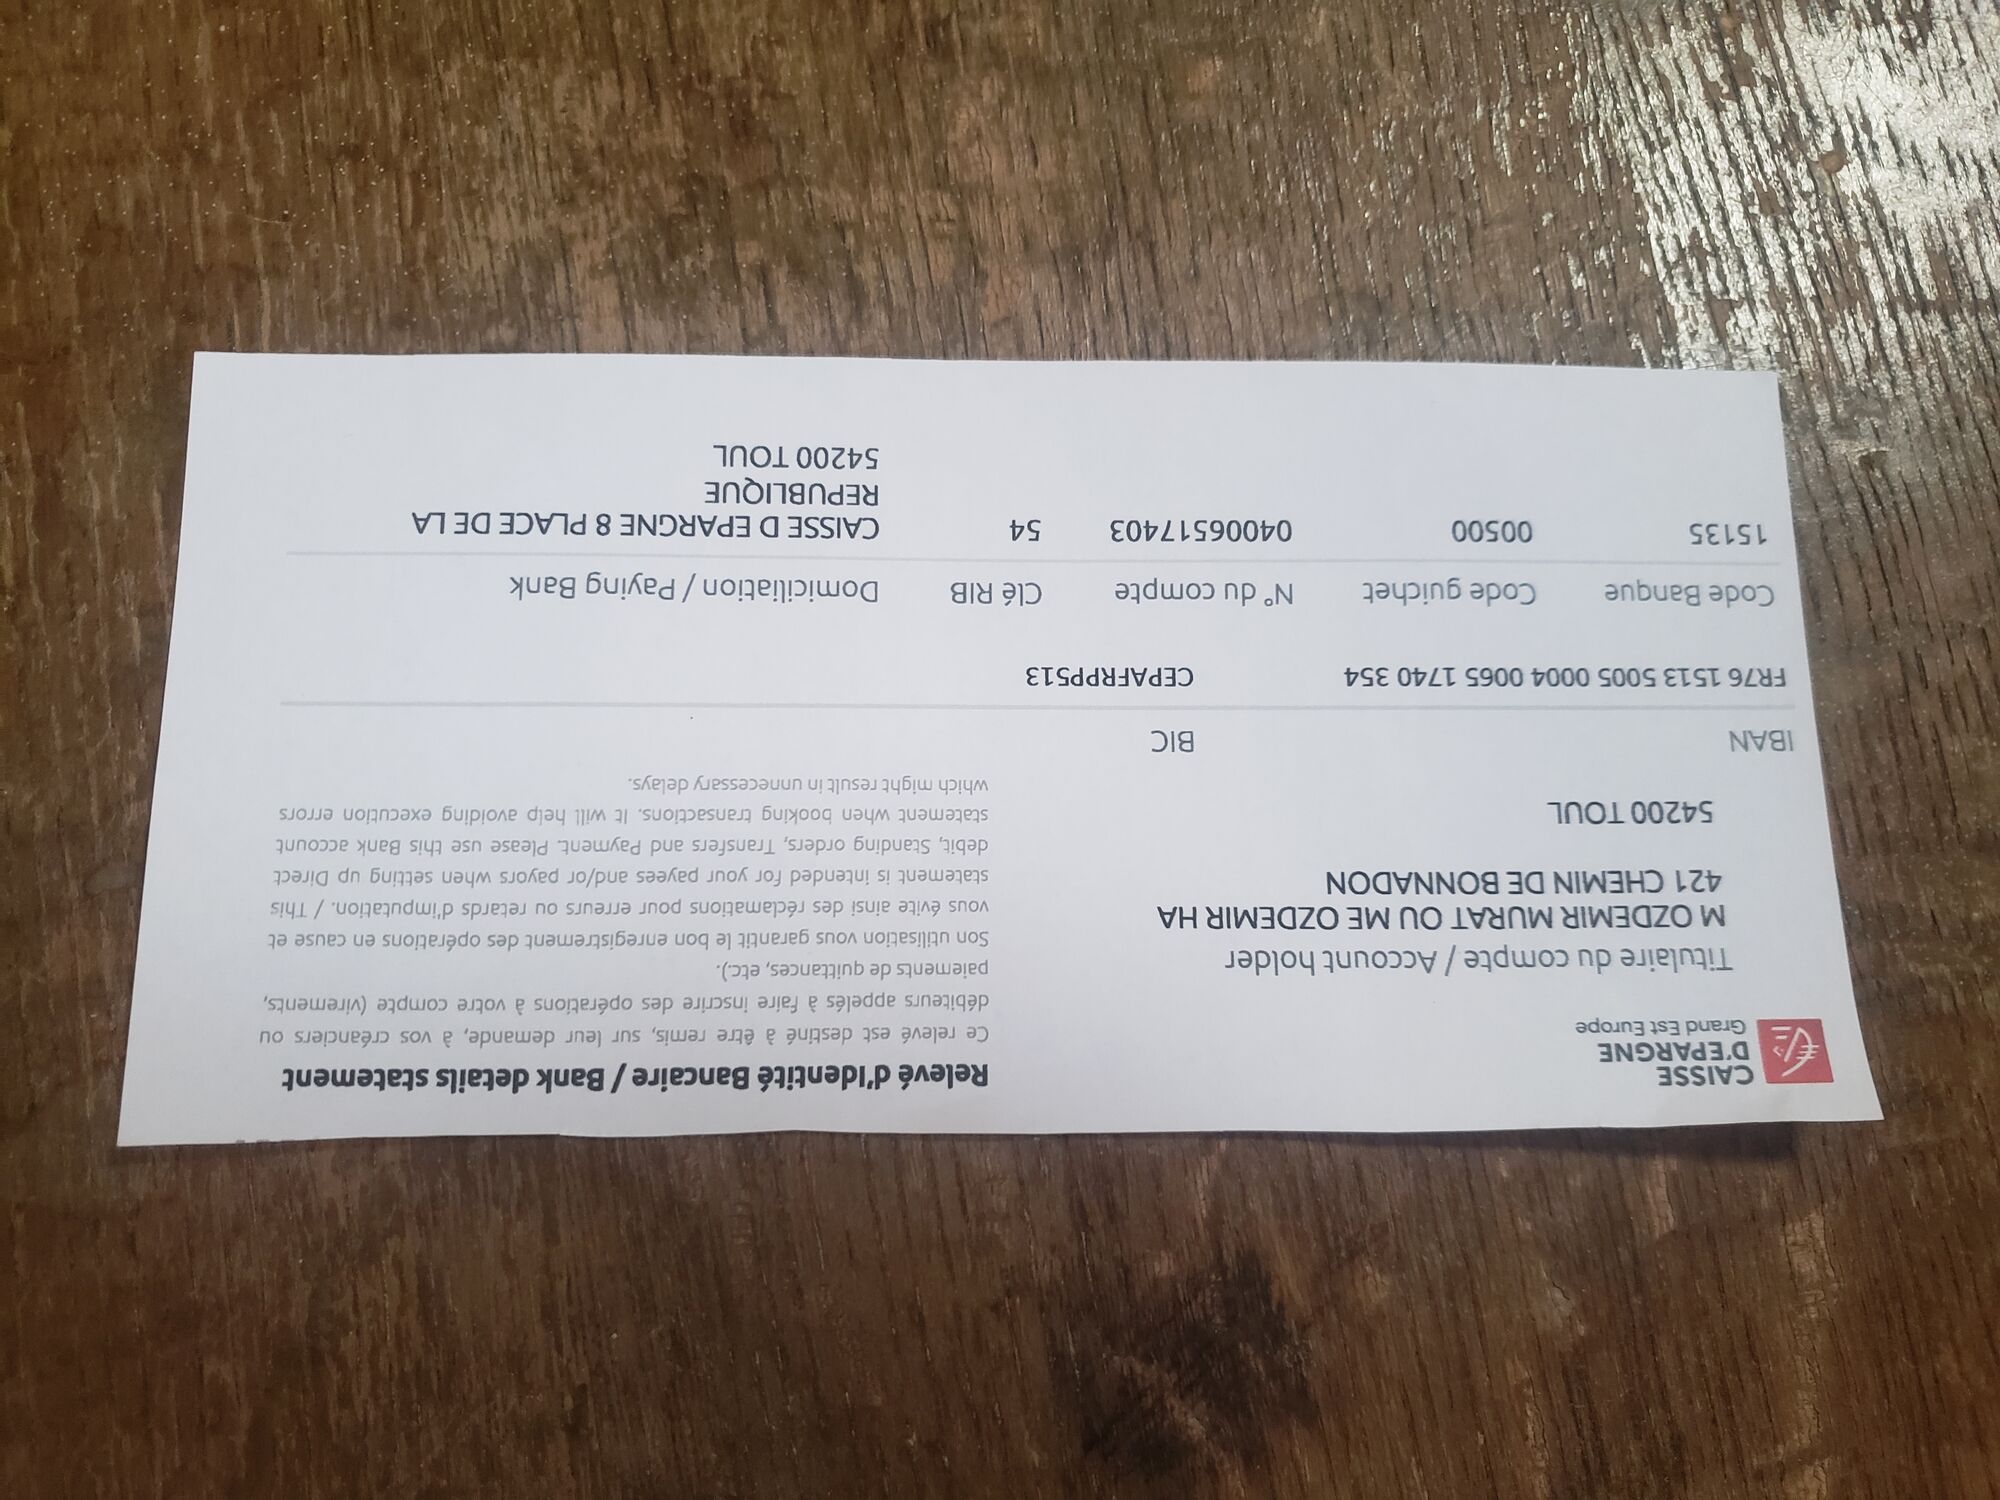 CAISSE
D'EPARGNE
Grand Est Europe
Relevé d'Identité Bancaire / Bank details statement
Titulaire du compte / Account holder
M OZDEMIR MURAT OU ME OZDEMIR HA
421 CHEMIN DE BONNADON
54200 TOUL
Ce relevé est destiné à être remis, sur leur demande, à vos créanciers ou
débiteurs appelés à faire inscrire des opérations à votre compte (virements,
paiements de quittances, etc.).
Son utilisation vous garantit le bon enregistrement des opérations en cause et
vous évite ainsi des réclamations pour erreurs ou retards d'imputation. / This
statement is intended for your payees and/or payors when setting up Direct
debit, Standing orders, Transfers and Payment. Please use this Bank account
statement when booking transactions. It will help avoiding execution errors
which might result in unnecessary delays.
IBAN BIC
FR76 1513 5005 0004 0065 1740 354 CEPAFRPP513
Code Banque Code guichet N° du compte Clé RIB Domiciliation / Paying Bank
15135 00500 04006517403 54 CAISSE D EPARGNE 8 PLACE DE LA
REPUBLIQUE
54200 TOUL